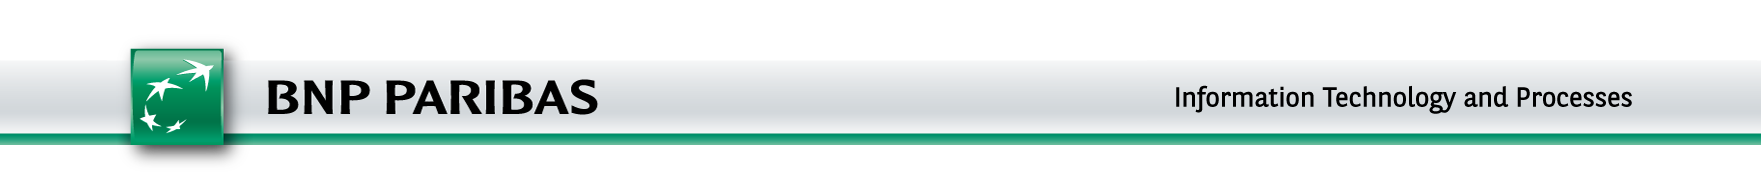 BNP PARIBAS
Information Technology and Processes